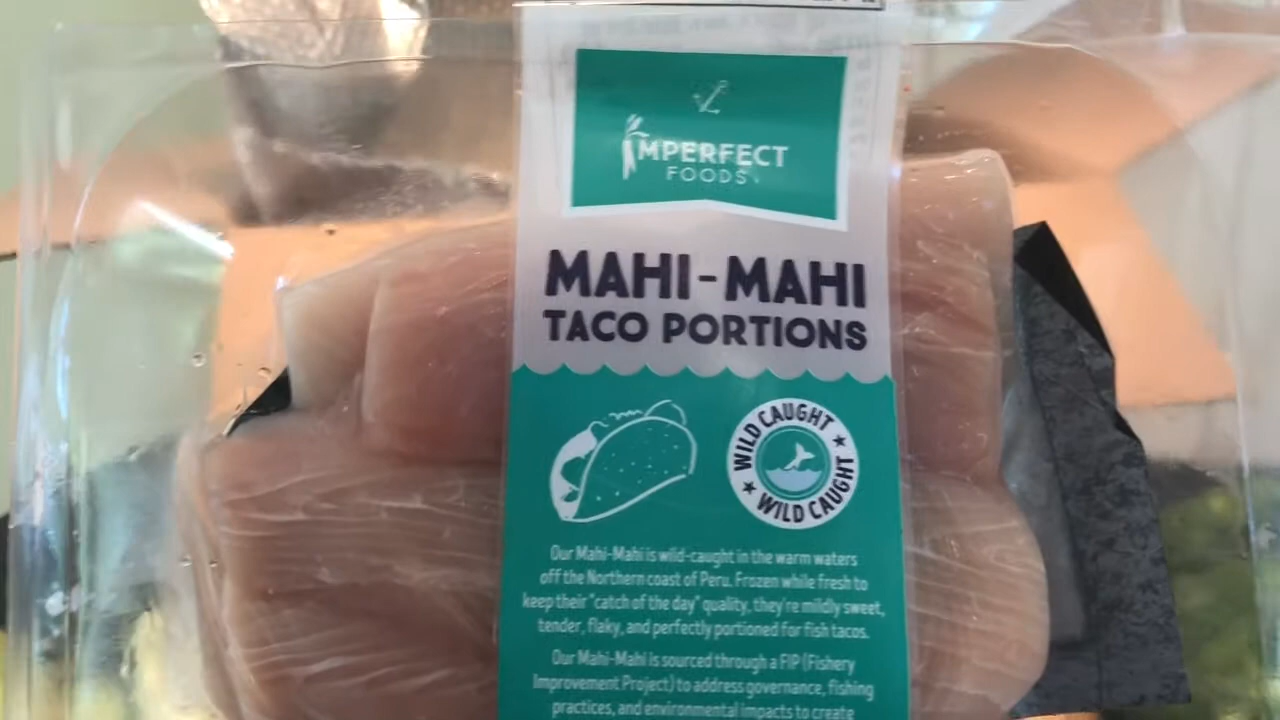 IMPERFECT
FOODS
MAHI-MAHI
TACO PORTIONS
WILD CAUGHT
WILD CAUGHT
Our Mahi-Mahi is wild-caught in the warm waters
off the Northern coast of Peru. Frozen while fresh to
keep their "catch of the day" quality, they're mildly sweet,
tender, flaky, and perfectly portioned for fish tacos.
Our Mahi-Mahi is sourced through a FIP (Fishery
Improvement Project) to address governance, fishing
practices, and environmental impacts to create